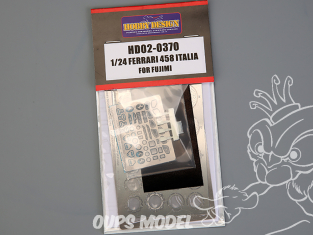 HOBBY DESIGN
HD02-0370
1/24 FERRARI 458 ITALIA
FOR FUJIMI
OUPS MODEL